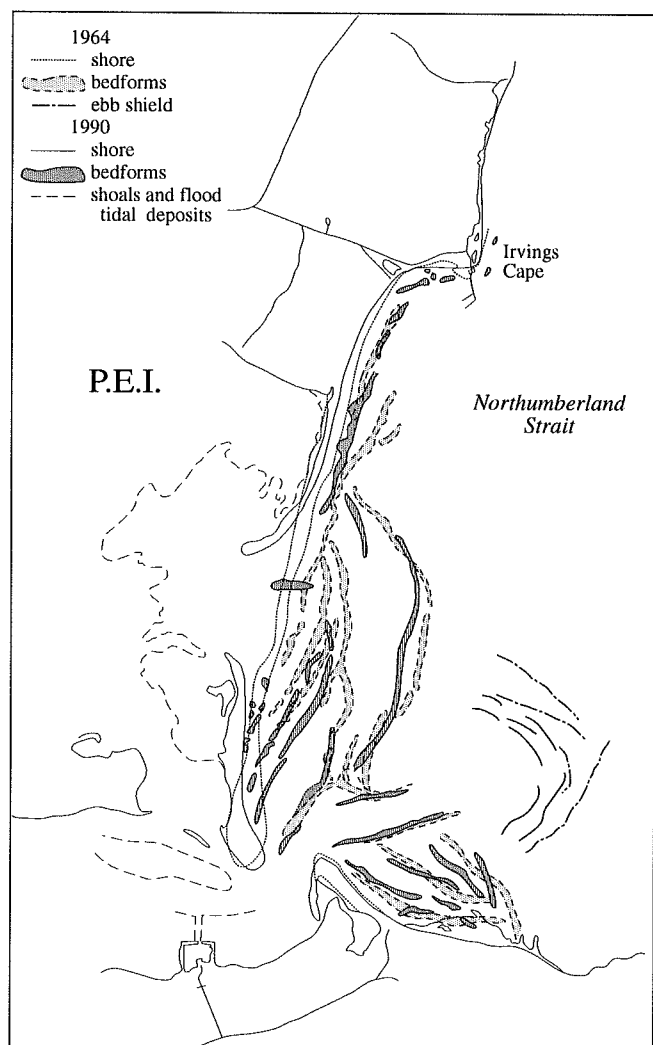 1964
shore
bedforms
ebb shield
1990
shore
bedforms
shoals and flood
tidal deposits
Irvings
Cape
P.E.I.
Northumberland
Strait